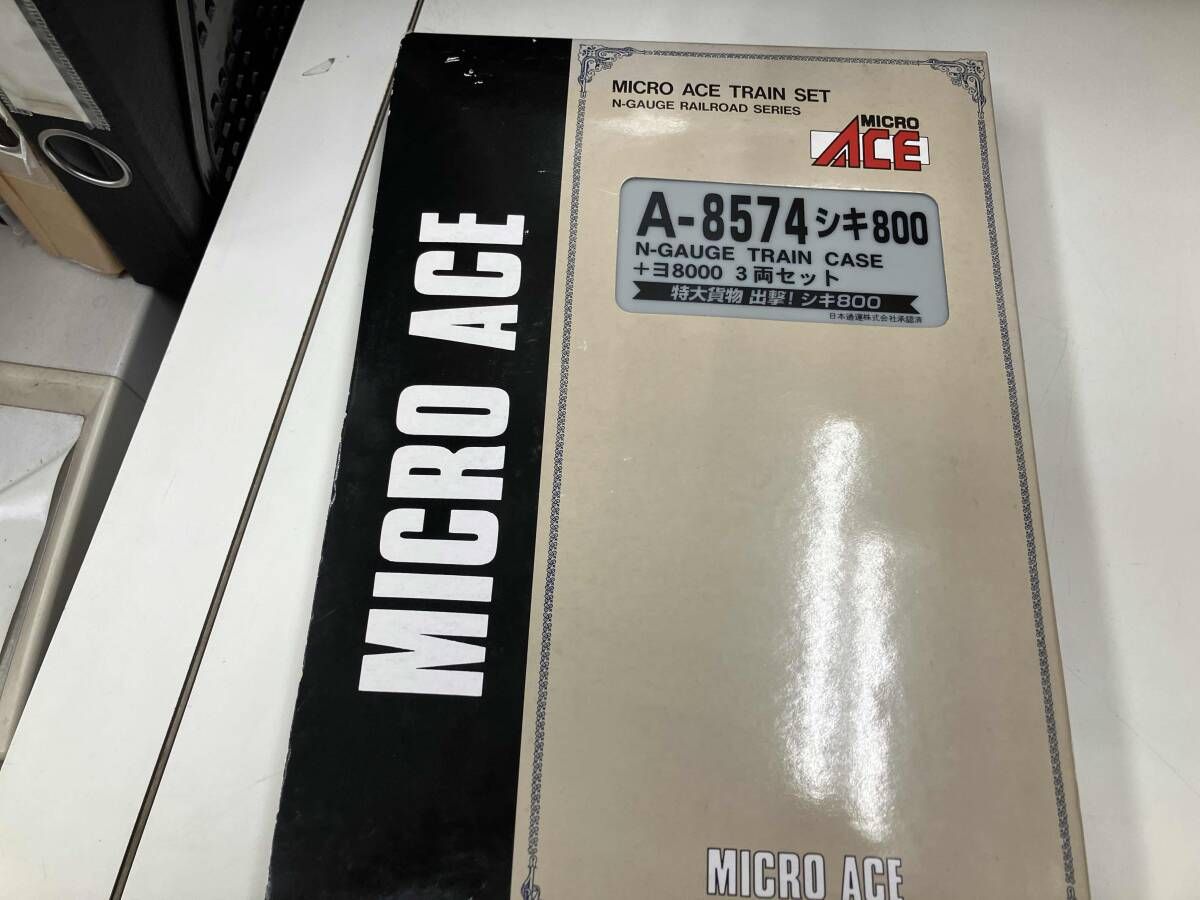 MICRO ACE TRAIN SET
N-GAUGE RAILROAD SERIES
MICRO
ACE
A-8574 シキ800
N-GAUGE TRAIN CASE
+ヨ8000 3両セット
特大貨物 出撃! シキ800
日本通運株式会社承認済
MICRO ACE
MICRO ACE